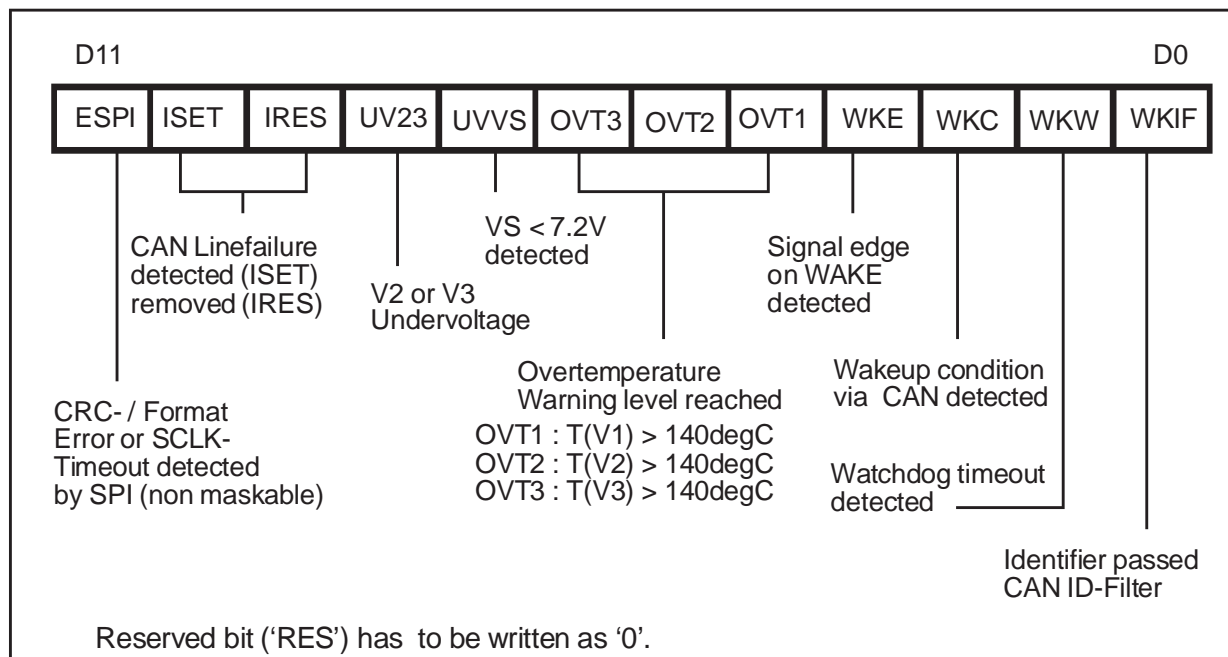 D11 D0
ESPI ISET IRES UV23 UVVS OVT3 OVT2 OVT1 WKE WKC WKW WKIF
CAN Linefailure
detected (ISET)
removed (IRES)
VS < 7.2V
detected
Signal edge
on WAKE
detected
V2 or V3
Undervoltage
Overtemperature
Warning level reached
OVT1 : T(V1) > 140degC
OVT2 : T(V2) > 140degC
OVT3 : T(V3) > 140degC
Wakeup condition
via CAN detected
CRC- / Format
Error or SCLK-
Timeout detected
by SPI (non maskable)
Watchdog timeout
detected
Identifier passed
CAN ID-Filter
Reserved bit (‘RES’) has to be written as ‘0’.